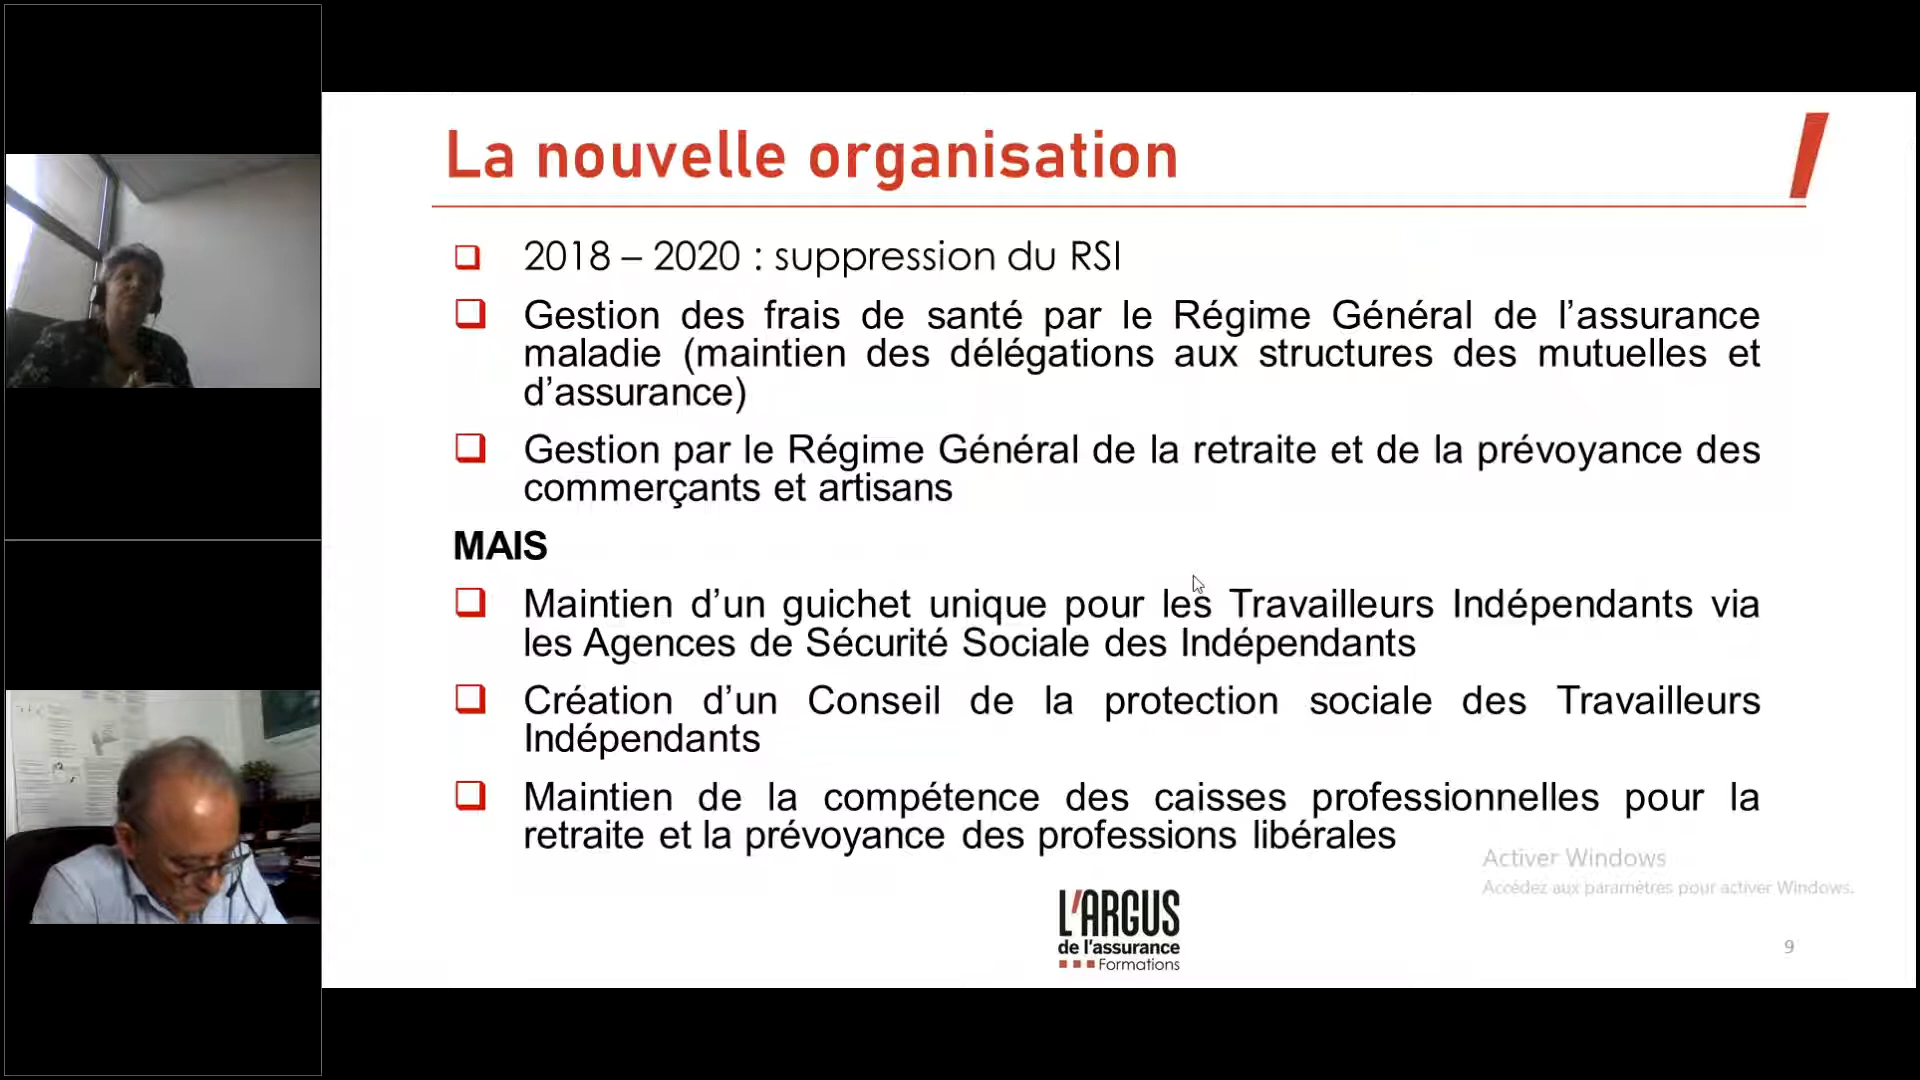 La nouvelle organisation
2018 – 2020 : suppression du RSI
Gestion des frais de santé par le Régime Général de l’assurance
maladie (maintien des délégations aux structures des mutuelles et
d’assurance)
Gestion par le Régime Général de la retraite et de la prévoyance des
commerçants et artisans
MAIS
Maintien d’un guichet unique pour les Travailleurs Indépendants via
les Agences de Sécurité Sociale des Indépendants
Création d’un Conseil de la protection sociale des Travailleurs
Indépendants
Maintien de la compétence des caisses professionnelles pour la
retraite et la prévoyance des professions libérales
Activer Windows
Accédez aux paramètres pour activer Windows.
L'ARGUS
de l'assurance
Formations
9